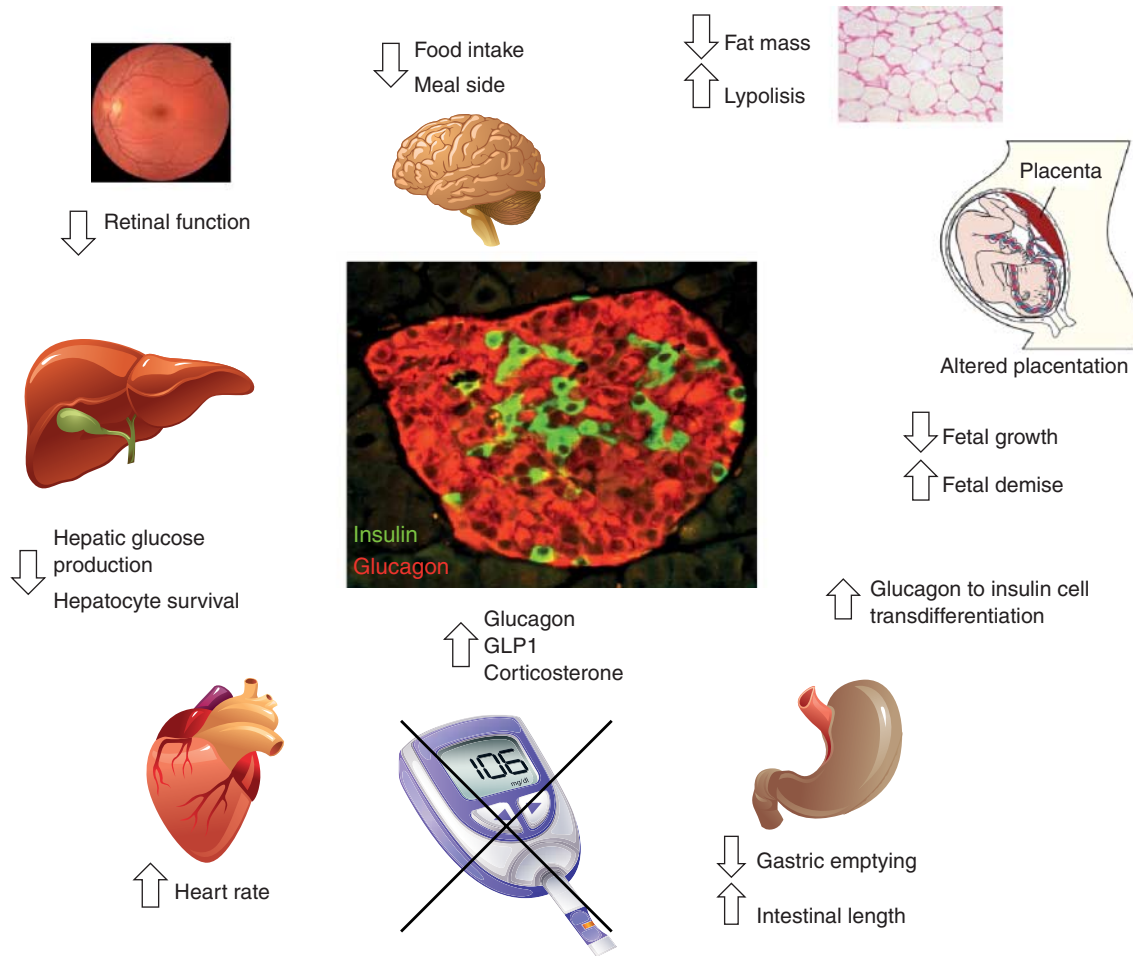 Food intake
Meal side
Fat mass
Lypolisis
Retinal function
Placenta
Altered placentation
Fetal growth
Fetal demise
Insulin
Glucagon
Hepatic glucose
production
Hepatocyte survival
Glucagon to insulin cell
transdifferentiation
Glucagon
GLP1
Corticosterone
106
mg/dl
Heart rate
Gastric emptying
Intestinal length